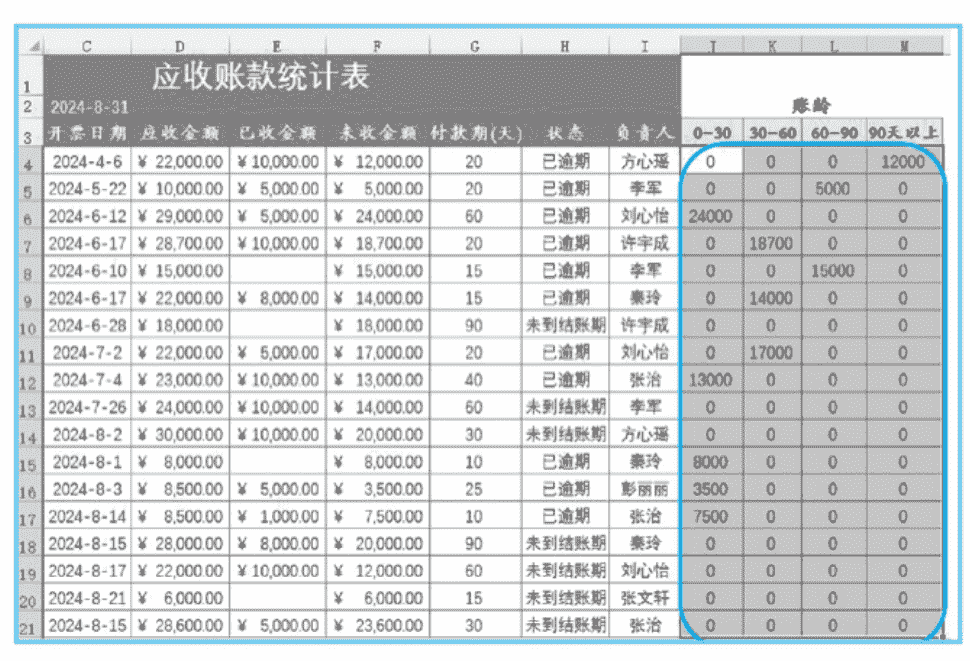 C D E F G H I J K L M
1 应收账款统计表
2 2024-8-31 账龄
3 开票日期 应收金额 已收金额 未收金额 付款期(天) 状态 负责人 0-30 30-60 60-90 90天以上
4 2024-4-6 ¥ 22,000.00 ¥ 10,000.00 ¥ 12,000.00 20 已逾期 方心瑶 0 0 0 12000
5 2024-5-22 ¥ 10,000.00 ¥ 5,000.00 ¥ 5,000.00 20 已逾期 李军 0 0 5000 0
6 2024-6-12 ¥ 29,000.00 ¥ 5,000.00 ¥ 24,000.00 60 已逾期 刘心怡 24000 0 0 0
7 2024-6-17 ¥ 28,700.00 ¥ 10,000.00 ¥ 18,700.00 20 已逾期 许宇成 0 18700 0 0
8 2024-6-10 ¥ 15,000.00 ¥ 15,000.00 15 已逾期 李军 0 0 15000 0
9 2024-6-17 ¥ 22,000.00 ¥ 8,000.00 ¥ 14,000.00 15 已逾期 秦玲 0 14000 0 0
10 2024-6-28 ¥ 18,000.00 ¥ 18,000.00 90 未到结账期 许宇成 0 0 0 0
11 2024-7-2 ¥ 22,000.00 ¥ 5,000.00 ¥ 17,000.00 20 已逾期 刘心怡 0 17000 0 0
12 2024-7-4 ¥ 23,000.00 ¥ 10,000.00 ¥ 13,000.00 40 已逾期 张治 13000 0 0 0
13 2024-7-26 ¥ 24,000.00 ¥ 10,000.00 ¥ 14,000.00 60 未到结账期 李军 0 0 0 0
14 2024-8-2 ¥ 30,000.00 ¥ 10,000.00 ¥ 20,000.00 30 未到结账期 方心瑶 0 0 0 0
15 2024-8-1 ¥ 8,000.00 ¥ 8,000.00 10 已逾期 秦玲 8000 0 0 0
16 2024-8-3 ¥ 8,500.00 ¥ 5,000.00 ¥ 3,500.00 25 已逾期 彭丽丽 3500 0 0 0
17 2024-8-14 ¥ 8,500.00 ¥ 1,000.00 ¥ 7,500.00 10 已逾期 张治 7500 0 0 0
18 2024-8-15 ¥ 28,000.00 ¥ 8,000.00 ¥ 20,000.00 90 未到结账期 秦玲 0 0 0 0
19 2024-8-17 ¥ 22,000.00 ¥ 10,000.00 ¥ 12,000.00 60 未到结账期 刘心怡 0 0 0 0
20 2024-8-21 ¥ 6,000.00 ¥ 6,000.00 15 未到结账期 张文轩 0 0 0 0
21 2024-8-15 ¥ 28,600.00 ¥ 5,000.00 ¥ 23,600.00 30 未到结账期 张治 0 0 0 0